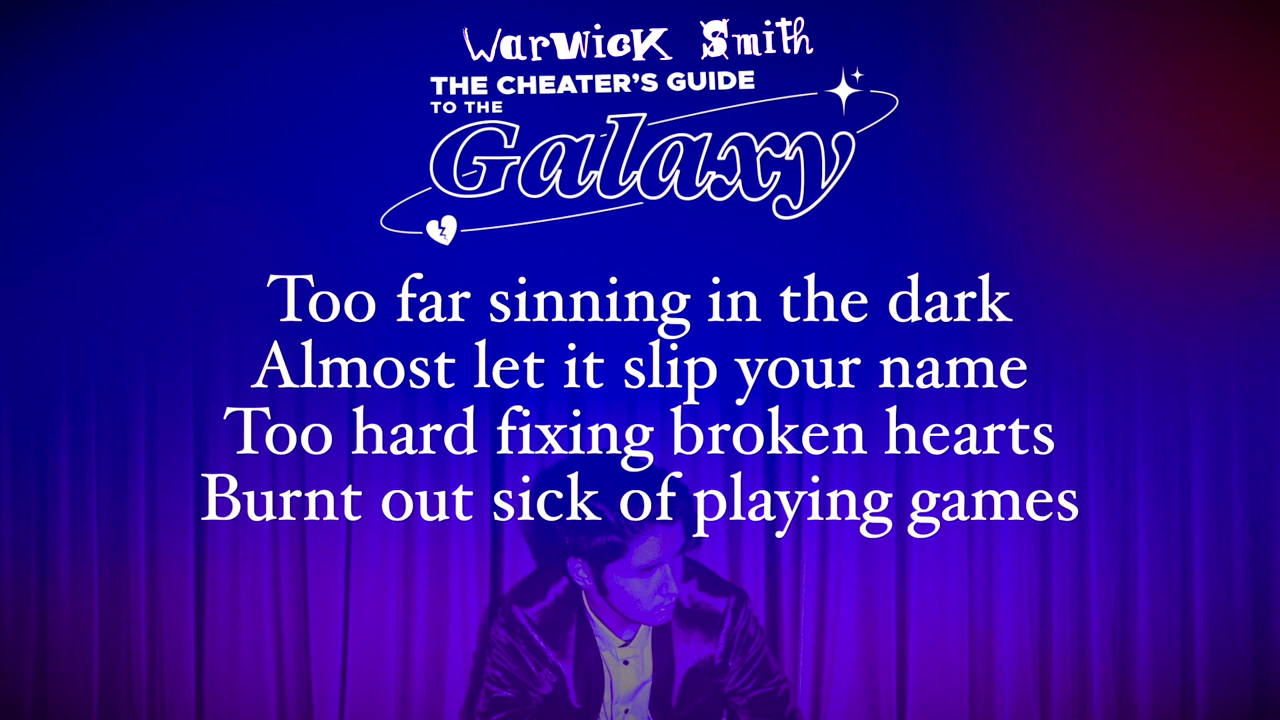 Warwick Smith
THE CHEATER'S GUIDE
TO THE
Galaxy
Too far sinning in the dark
Almost let it slip your name
Too hard fixing broken hearts
Burnt out sick of playing games